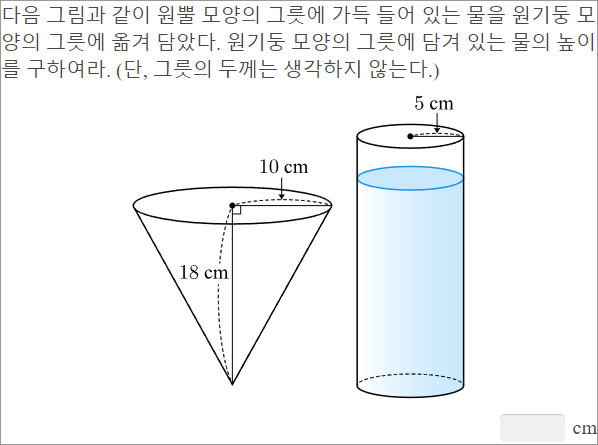 다음 그림과 같이 원뿔 모양의 그릇에 가득 들어 있는 물을 원기둥 모
양의 그릇에 옮겨 담았다. 원기둥 모양의 그릇에 담겨 있는 물의 높이
를 구하여라. (단, 그릇의 두께는 생각하지 않는다.)
5 cm
10 cm
18 cm
cm